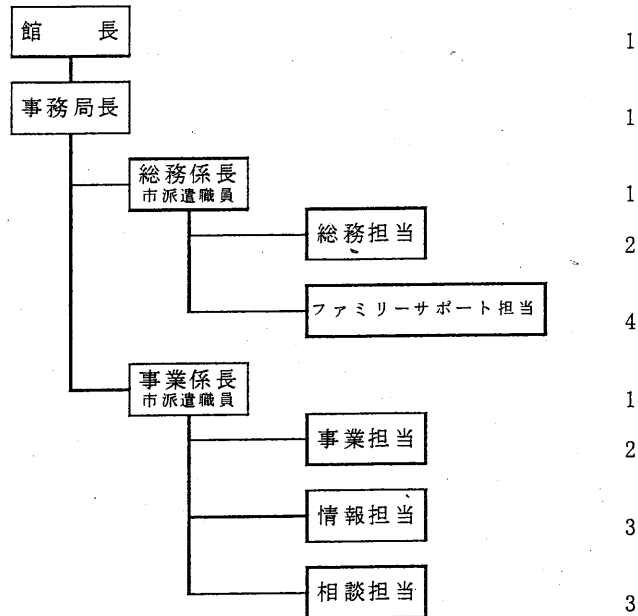 館 長 1
事務局長 1
総務係長 1
市派遣職員
総務担当 2
ファミリーサポート担当 4
事業係長 1
市派遣職員
事業担当 2
情報担当 3
相談担当 3